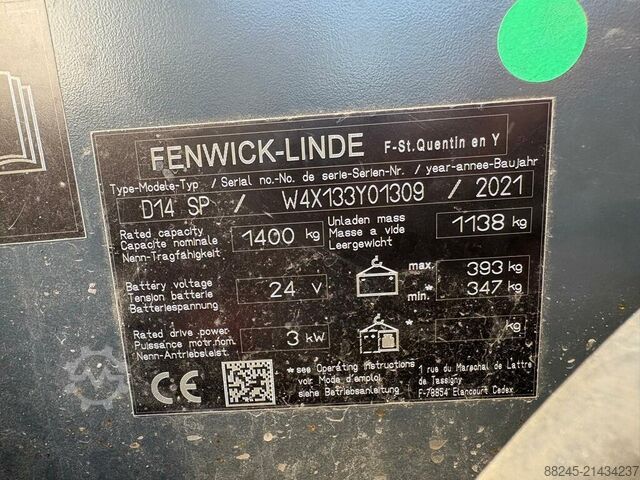 FENWICK-LINDE F-St.Quentin en Y
Type-Modele-Typ / Serial no.-No. de serie-Serien-Nr. / year-annee-Baujahr
D14 SP / W4X133Y01309 / 2021
Rated capacity
Capacite nominale
Nenn-Tragfähigkeit
1400 kg
Unladen mass
Masse a vide
Leergewicht
1138 kg
Battery voltage
Tension batterie
Batteriespannung
24 V
max. 393 kg
* min.* 347 kg
Rated drive power
Puissance motr.nom.
Nenn-Antriebsleist.
3 kW
* kg
CE
*see Operating Instructions
voir Mode d'emploi
siehe Betriebsanleitung
1 rue du Marechal de Lattre
de Tassigny
F-78854 Elancourt Cedex
88245-21434237